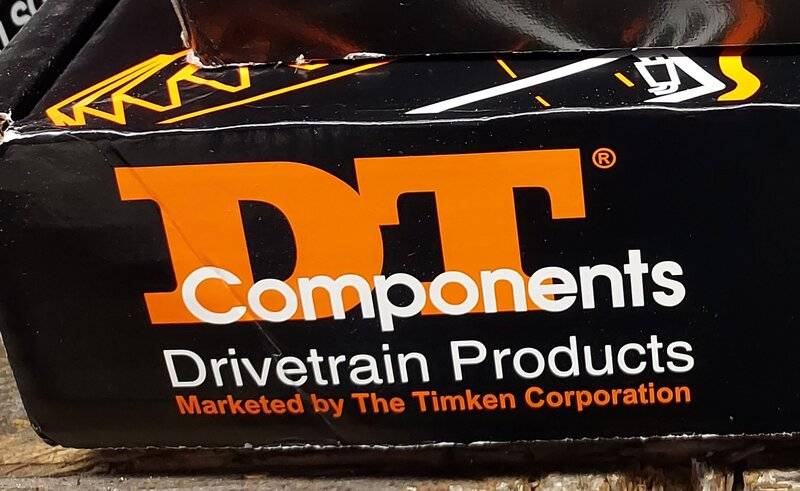 DT®
Components
Drivetrain Products
Marketed by The Timken Corporation